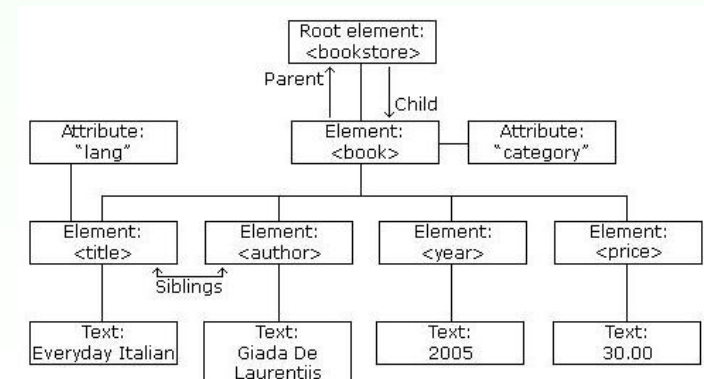 Root element:
<bookstore>
Parent
Child
Attribute:
"lang"
Element:
<book>
Attribute:
"category"
Element:
<title>
Element:
<author>
Element:
<year>
Element:
<price>
Siblings
Text:
Everyday Italian
Text:
Giada De
Laurentiis
Text:
2005
Text:
30.00